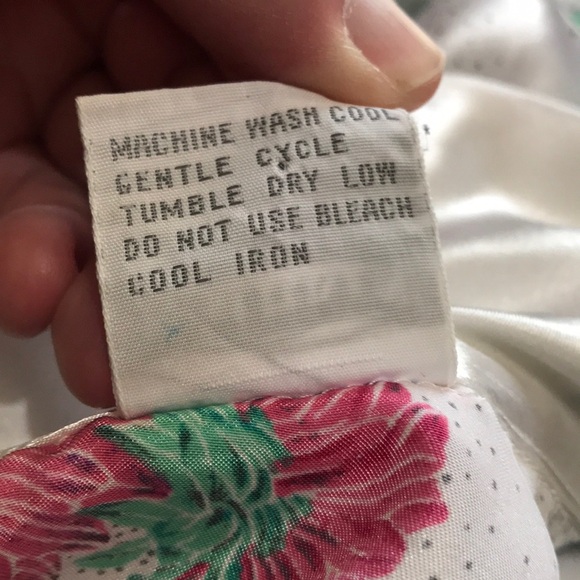 MACHINE WASH COOL
GENTLE CYCLE
TUMBLE DRY LOW
DO NOT USE BLEACH
COOL IRON